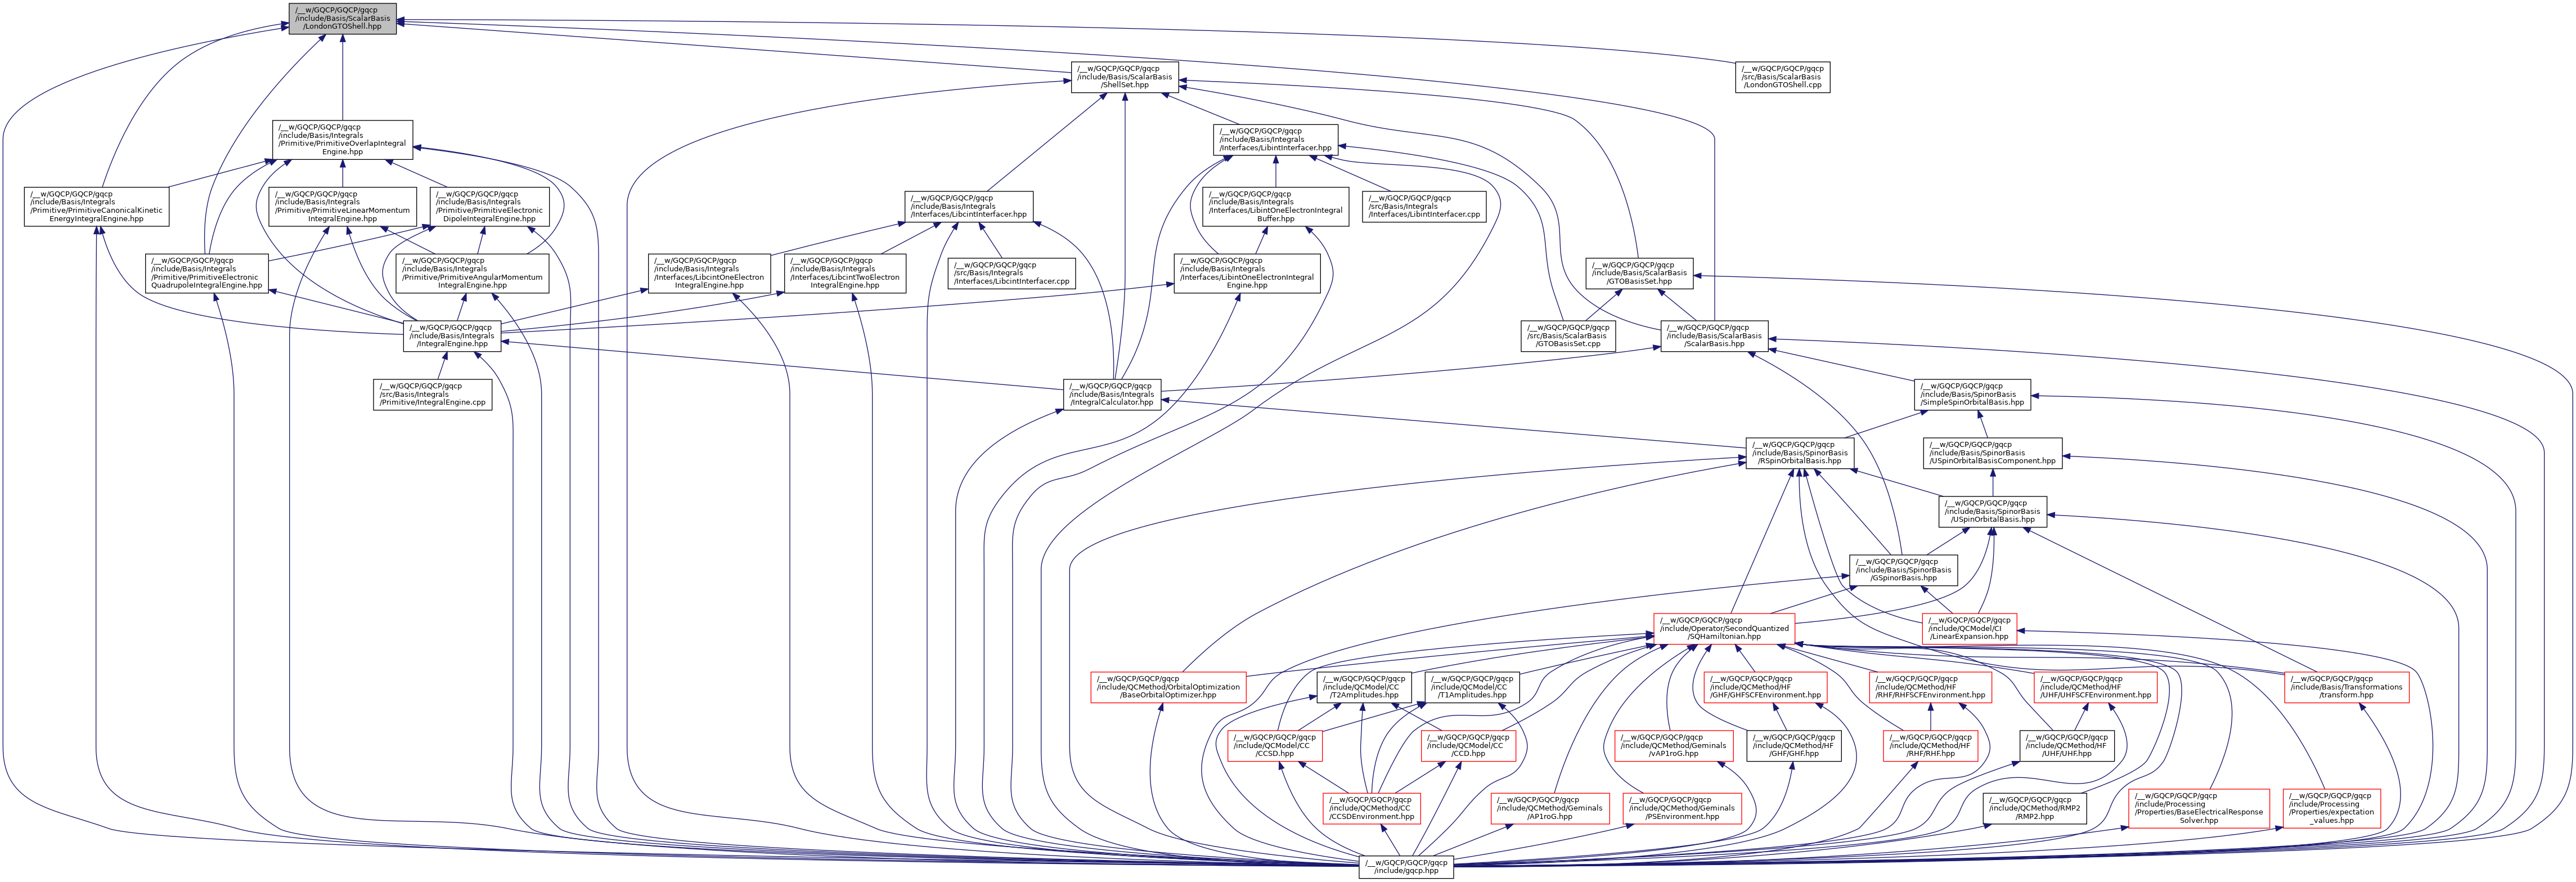 /__w/GQCP/GQCP/gqcp
/include/Basis/ScalarBasis
/LondonGTOShell.hpp
/__w/GQCP/GQCP/gqcp
/include/Basis/ScalarBasis
/ShellSet.hpp
/__w/GQCP/GQCP/gqcp
/src/Basis/ScalarBasis
/LondonGTOShell.cpp
/__w/GQCP/GQCP/gqcp
/include/Basis/Integrals
/Primitive/PrimitiveOverlapIntegral
Engine.hpp
/__w/GQCP/GQCP/gqcp
/include/Basis/Integrals
/Interfaces/LibintInterfacer.hpp
/__w/GQCP/GQCP/gqcp
/include/Basis/Integrals
/Primitive/PrimitiveCanonicalKinetic
EnergyIntegralEngine.hpp
/__w/GQCP/GQCP/gqcp
/include/Basis/Integrals
/Primitive/PrimitiveLinearMomentum
IntegralEngine.hpp
/__w/GQCP/GQCP/gqcp
/include/Basis/Integrals
/Primitive/PrimitiveElectronic
DipoleIntegralEngine.hpp
/__w/GQCP/GQCP/gqcp
/include/Basis/Integrals
/Interfaces/LibcintInterfacer.hpp
/__w/GQCP/GQCP/gqcp
/include/Basis/Integrals
/Interfaces/LibintOneElectronIntegral
Buffer.hpp
/__w/GQCP/GQCP/gqcp
/src/Basis/Integrals
/Interfaces/LibintInterfacer.cpp
/__w/GQCP/GQCP/gqcp
/include/Basis/Integrals
/Primitive/PrimitiveElectronic
QuadrupoleIntegralEngine.hpp
/__w/GQCP/GQCP/gqcp
/include/Basis/Integrals
/Primitive/PrimitiveAngularMomentum
IntegralEngine.hpp
/__w/GQCP/GQCP/gqcp
/include/Basis/Integrals
/Interfaces/LibcintOneElectron
IntegralEngine.hpp
/__w/GQCP/GQCP/gqcp
/include/Basis/Integrals
/Interfaces/LibcintTwoElectron
IntegralEngine.hpp
/__w/GQCP/GQCP/gqcp
/src/Basis/Integrals
/Interfaces/LibcintInterfacer.cpp
/__w/GQCP/GQCP/gqcp
/include/Basis/Integrals
/Interfaces/LibintOneElectronIntegral
Engine.hpp
/__w/GQCP/GQCP/gqcp
/include/Basis/ScalarBasis
/GTOBasisSet.hpp
/__w/GQCP/GQCP/gqcp
/include/Basis/Integrals
/IntegralEngine.hpp
/__w/GQCP/GQCP/gqcp
/src/Basis/ScalarBasis
/GTOBasisSet.cpp
/__w/GQCP/GQCP/gqcp
/include/Basis/ScalarBasis
/ScalarBasis.hpp
/__w/GQCP/GQCP/gqcp
/src/Basis/Integrals
/Primitive/IntegralEngine.cpp
/__w/GQCP/GQCP/gqcp
/include/Basis/Integrals
/IntegralCalculator.hpp
/__w/GQCP/GQCP/gqcp
/include/Basis/SpinorBasis
/SimpleSpinOrbitalBasis.hpp
/__w/GQCP/GQCP/gqcp
/include/Basis/SpinorBasis
/RSpinOrbitalBasis.hpp
/__w/GQCP/GQCP/gqcp
/include/Basis/SpinorBasis
/USpinOrbitalBasisComponent.hpp
/__w/GQCP/GQCP/gqcp
/include/Basis/SpinorBasis
/USpinOrbitalBasis.hpp
/__w/GQCP/GQCP/gqcp
/include/Basis/SpinorBasis
/GSpinorBasis.hpp
/__w/GQCP/GQCP/gqcp
/include/Operator/SecondQuantized
/SQHamiltonian.hpp
/__w/GQCP/GQCP/gqcp
/include/QCModel/CI
/LinearExpansion.hpp
/__w/GQCP/GQCP/gqcp
/include/QCMethod/OrbitalOptimization
/BaseOrbitalOptimizer.hpp
/__w/GQCP/GQCP/gqcp
/include/QCModel/CC
/T2Amplitudes.hpp
/__w/GQCP/GQCP/gqcp
/include/QCModel/CC
/T1Amplitudes.hpp
/__w/GQCP/GQCP/gqcp
/include/QCMethod/HF
/GHF/GHFSCFEnvironment.hpp
/__w/GQCP/GQCP/gqcp
/include/QCMethod/HF
/RHF/RHFSCFEnvironment.hpp
/__w/GQCP/GQCP/gqcp
/include/QCMethod/HF
/UHF/UHFSCFEnvironment.hpp
/__w/GQCP/GQCP/gqcp
/include/Basis/Transformations
/transform.hpp
/__w/GQCP/GQCP/gqcp
/include/QCModel/CC
/CCSD.hpp
/__w/GQCP/GQCP/gqcp
/include/QCModel/CC
/CCD.hpp
/__w/GQCP/GQCP/gqcp
/include/QCMethod/Geminals
/vAP1roG.hpp
/__w/GQCP/GQCP/gqcp
/include/QCMethod/HF
/GHF/GHF.hpp
/__w/GQCP/GQCP/gqcp
/include/QCMethod/HF
/RHF/RHF.hpp
/__w/GQCP/GQCP/gqcp
/include/QCMethod/HF
/UHF/UHF.hpp
/__w/GQCP/GQCP/gqcp
/include/QCMethod/CC
/CCSDEnvironment.hpp
/__w/GQCP/GQCP/gqcp
/include/QCMethod/Geminals
/AP1roG.hpp
/__w/GQCP/GQCP/gqcp
/include/QCMethod/Geminals
/PSEnvironment.hpp
/__w/GQCP/GQCP/gqcp
/include/QCMethod/RMP2
/RMP2.hpp
/__w/GQCP/GQCP/gqcp
/include/Processing
/Properties/BaseElectricalResponse
Solver.hpp
/__w/GQCP/GQCP/gqcp
/include/Processing
/Properties/expectation
_values.hpp
/__w/GQCP/GQCP/gqcp
/include/gqcp.hpp